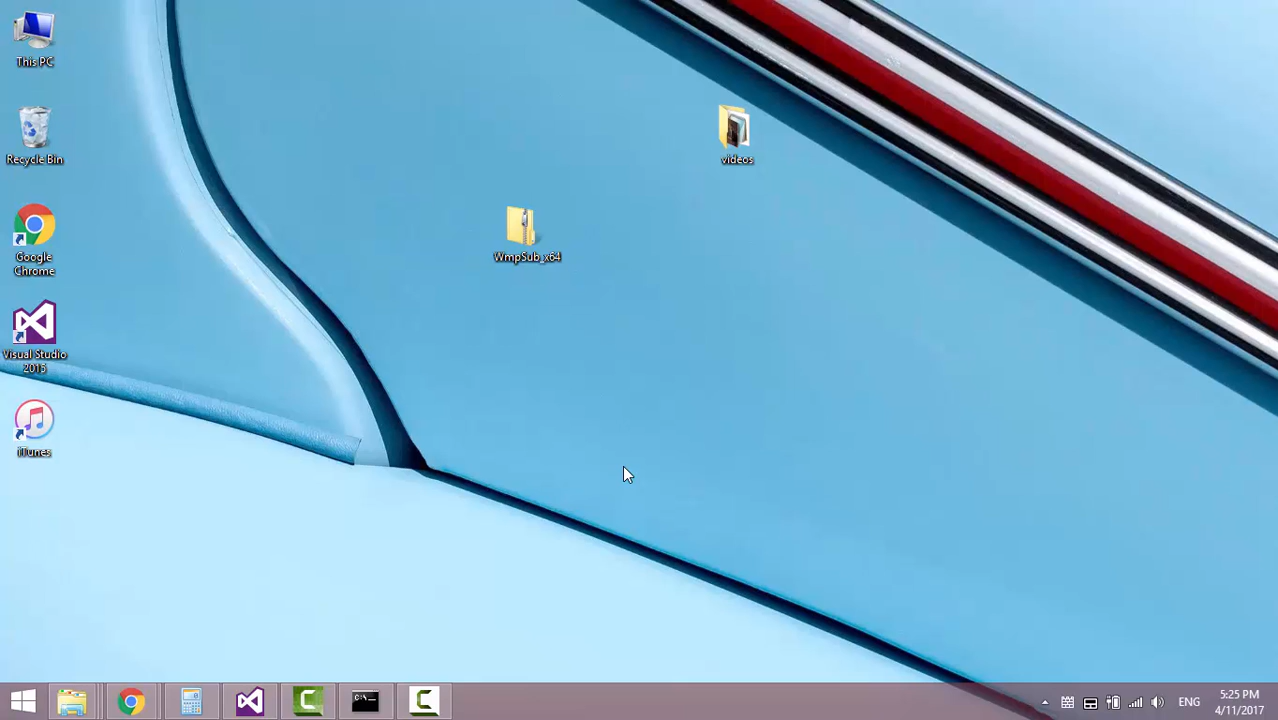 This PC
Recycle Bin
Google
Chrome
Visual Studio
2015
iTunes
videos
WmpSub_x64
C:\
ENG
5:25 PM
4/11/2017